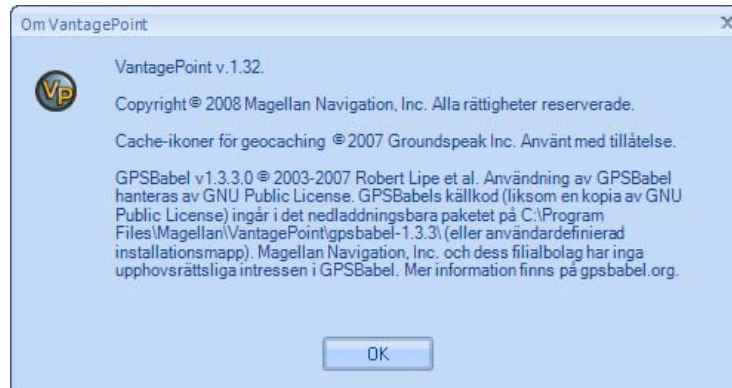 Om VantagePoint
X
Vp
VantagePoint v.1.32.
Copyright © 2008 Magellan Navigation, Inc. Alla rättigheter reserverade.
Cache-ikoner för geocaching © 2007 Groundspeak Inc. Använt med tillåtelse.
GPSBabel v1.3.3.0 © 2003-2007 Robert Lipe et al. Användning av GPSBabel
hanteras av GNU Public License. GPSBabels källkod (liksom en kopia av GNU
Public License) ingår i det nedladdningsbara paketet på C:\Program
Files\Magellan\VantagePoint\gpsbabel-1.3.3\ (eller användardefinierad
installationsmapp). Magellan Navigation, Inc. och dess filialbolag har inga
upphovsrättsliga intressen i GPSBabel. Mer information finns på gpsbabel.org.
OK